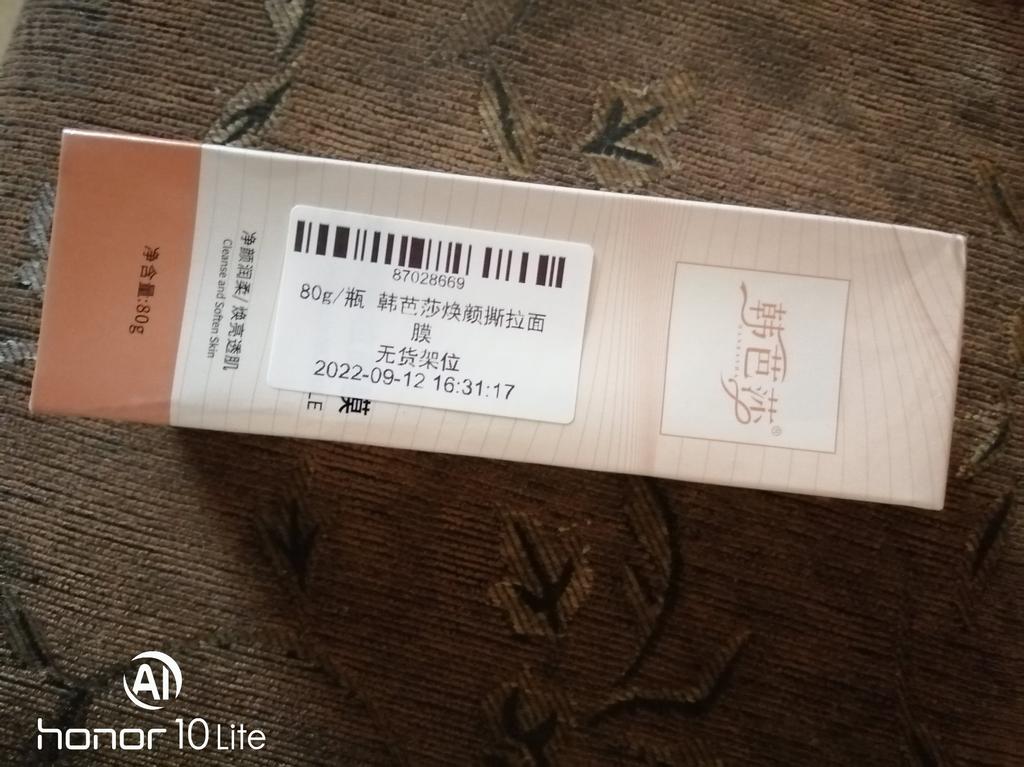 韩芭莎®
87028669
80g/瓶 韩芭莎焕颜撕拉面
膜
无货架位
2022-09-12 16:31:17
净颜润柔/ 焕亮透肌
Cleanse and Soften Skin
净含量:80g
AI
honor 10 Lite